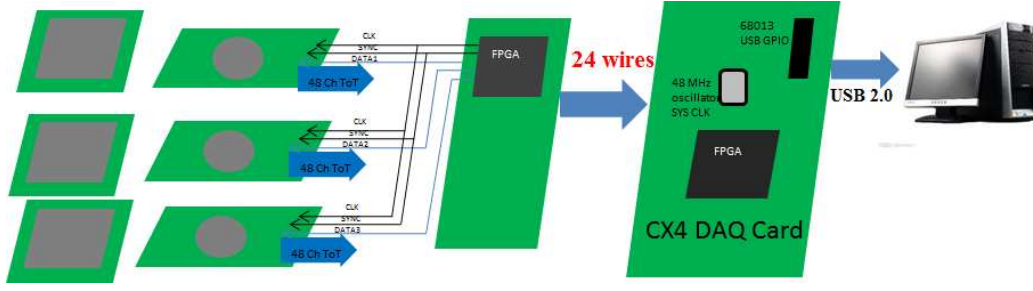 CLK
SYNC
DATA1
48 Ch ToT
CLK
SYNC
DATA2
48 Ch ToT
CLK
SYNC
DATA3
48 Ch ToT
FPGA
24 wires
68013
USB GPIO
48 MHz
oscillator
SYS CLK
FPGA
CX4 DAQ Card
USB 2.0